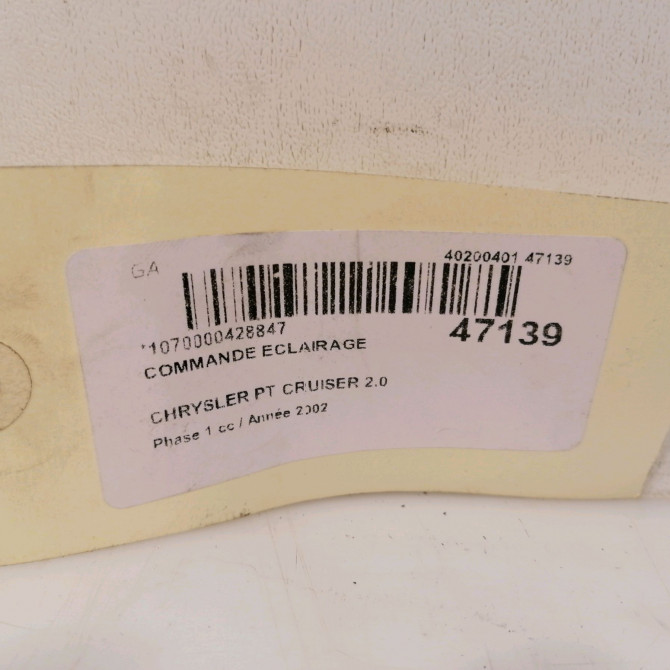 GA
40200401 47139
*1070000428847
47139
COMMANDE ECLAIRAGE
CHRYSLER PT CRUISER 2.0
Phase 1 cc / Année 2002